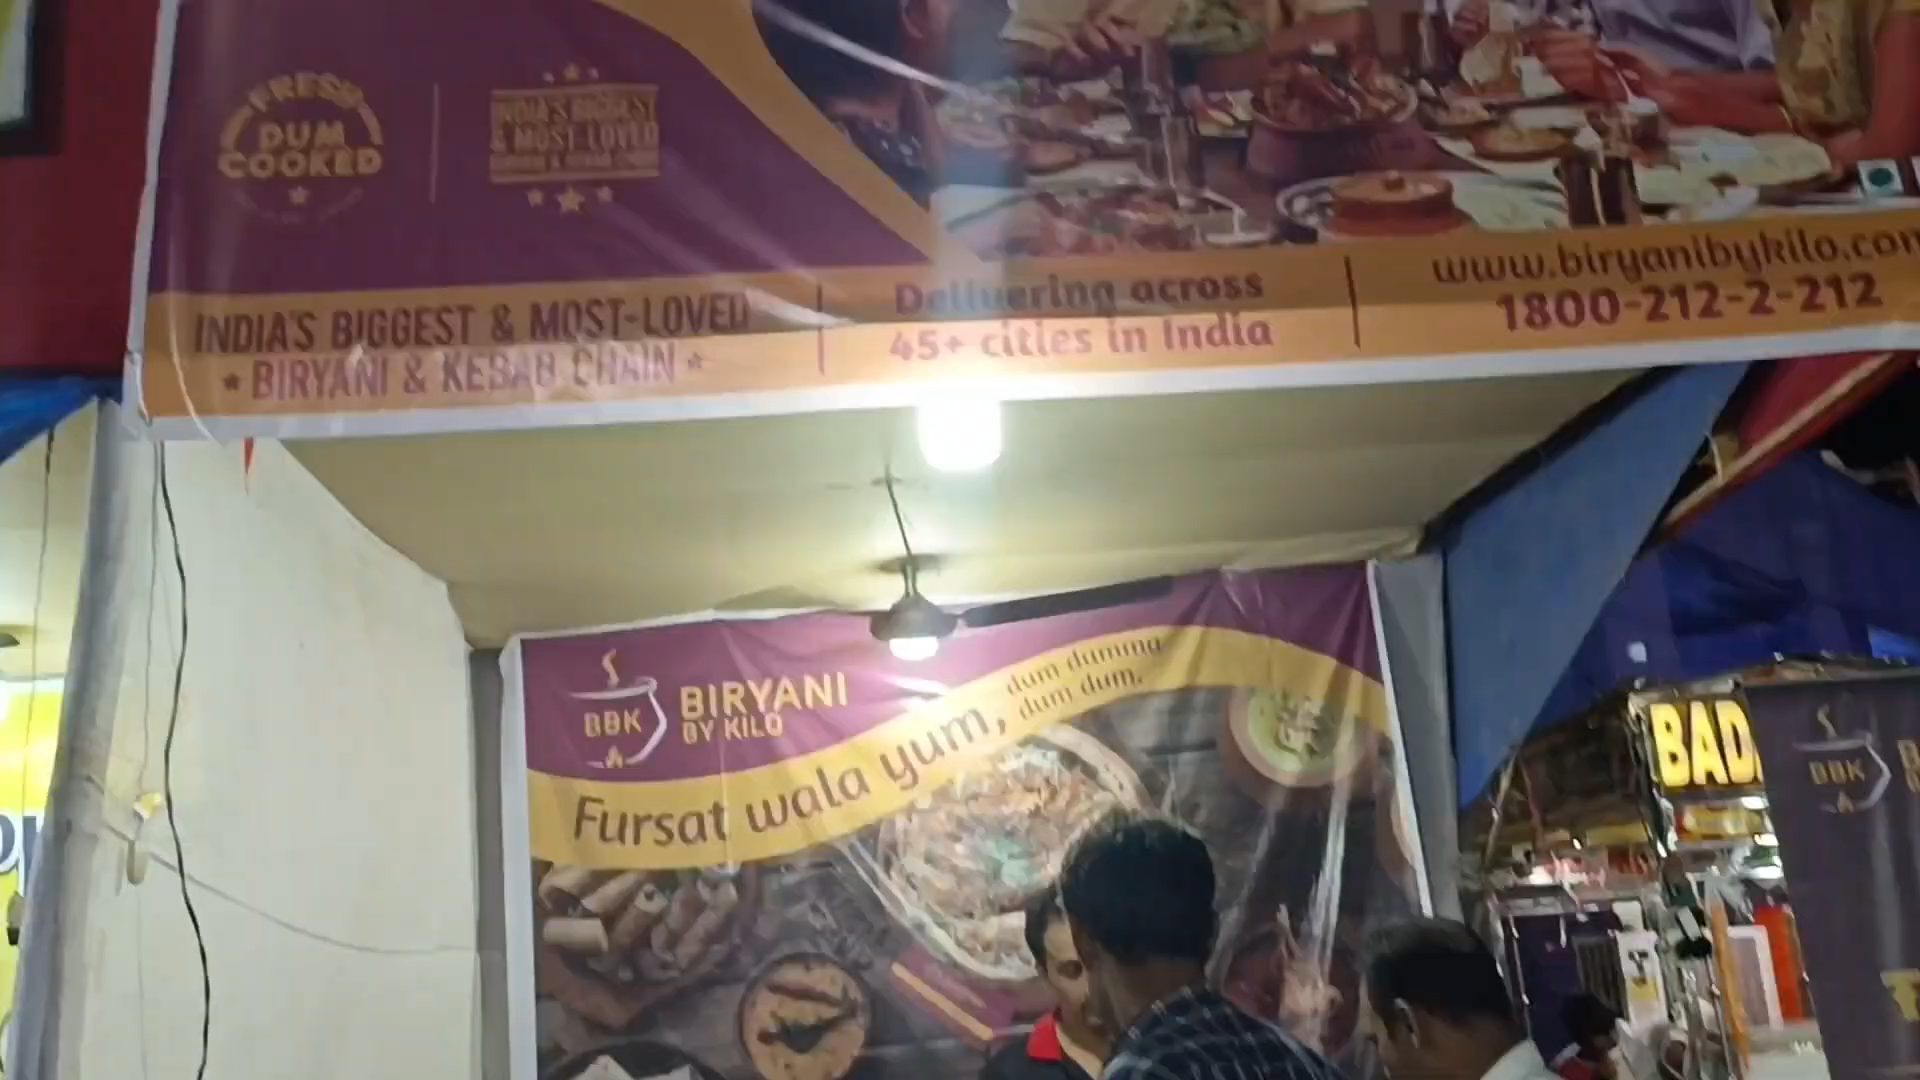 FRESH
DUM
COOKED
INDIA'S BIGGEST
& MOST-LOVED
INDIA'S BIGGEST & MOST-LOVED
★ BIRYANI & KEBAB CHAIN ★
Delivering across
45+ cities in India
www.biryanibykilo.com
1800-212-2-212
BBK
BIRYANI
BY KILO
Fursat wala yum,
dum dumma
dum dum.
BAD
BBK